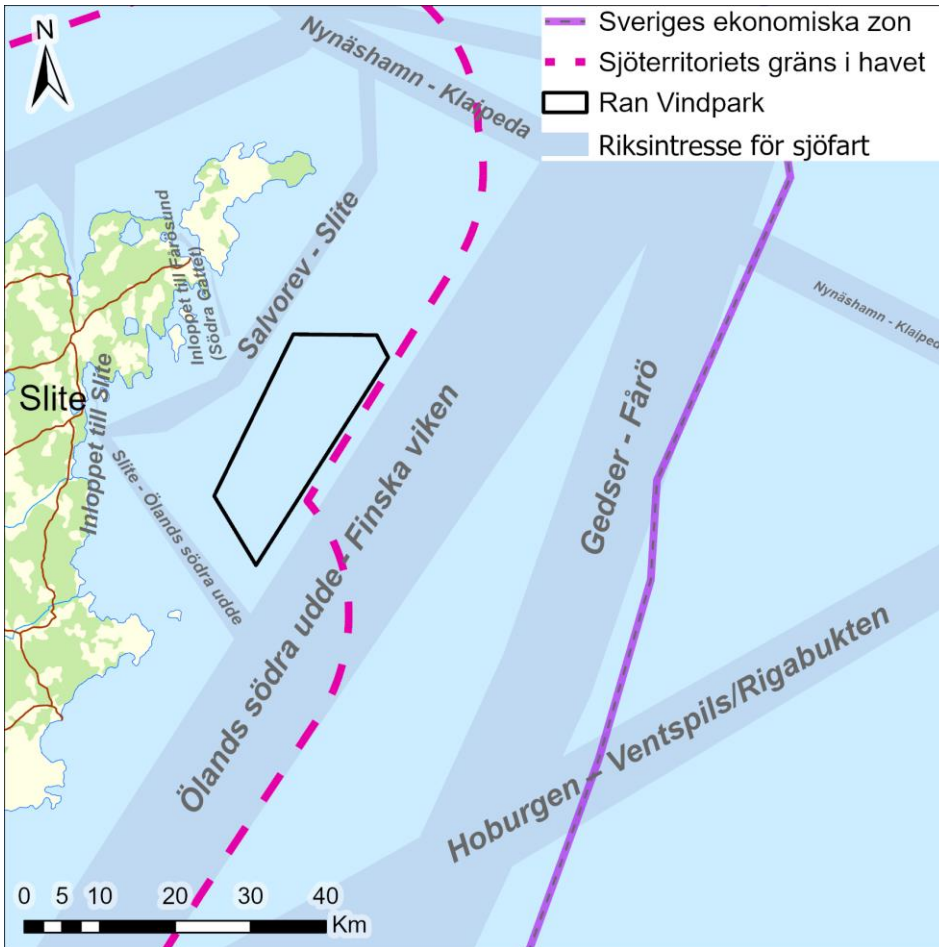 Sveriges ekonomiska zon
Sjöterritoriets gräns i havet
Ran Vindpark
Riksintresse för sjöfart
N
Nynäshamn - Klaipeda
Inloppet till Fårösund
(Södra Gattet)
Salvorev - Slite
Nynäshamn - Klaiped
Slite
Inloppet till Slite
Slite - Ölands södra udde
Ölands södra udde - Finska viken
Gedser - Fårö
Hoburgen – Ventspils/Rigabukten
0 5 10 20 30 40
Km